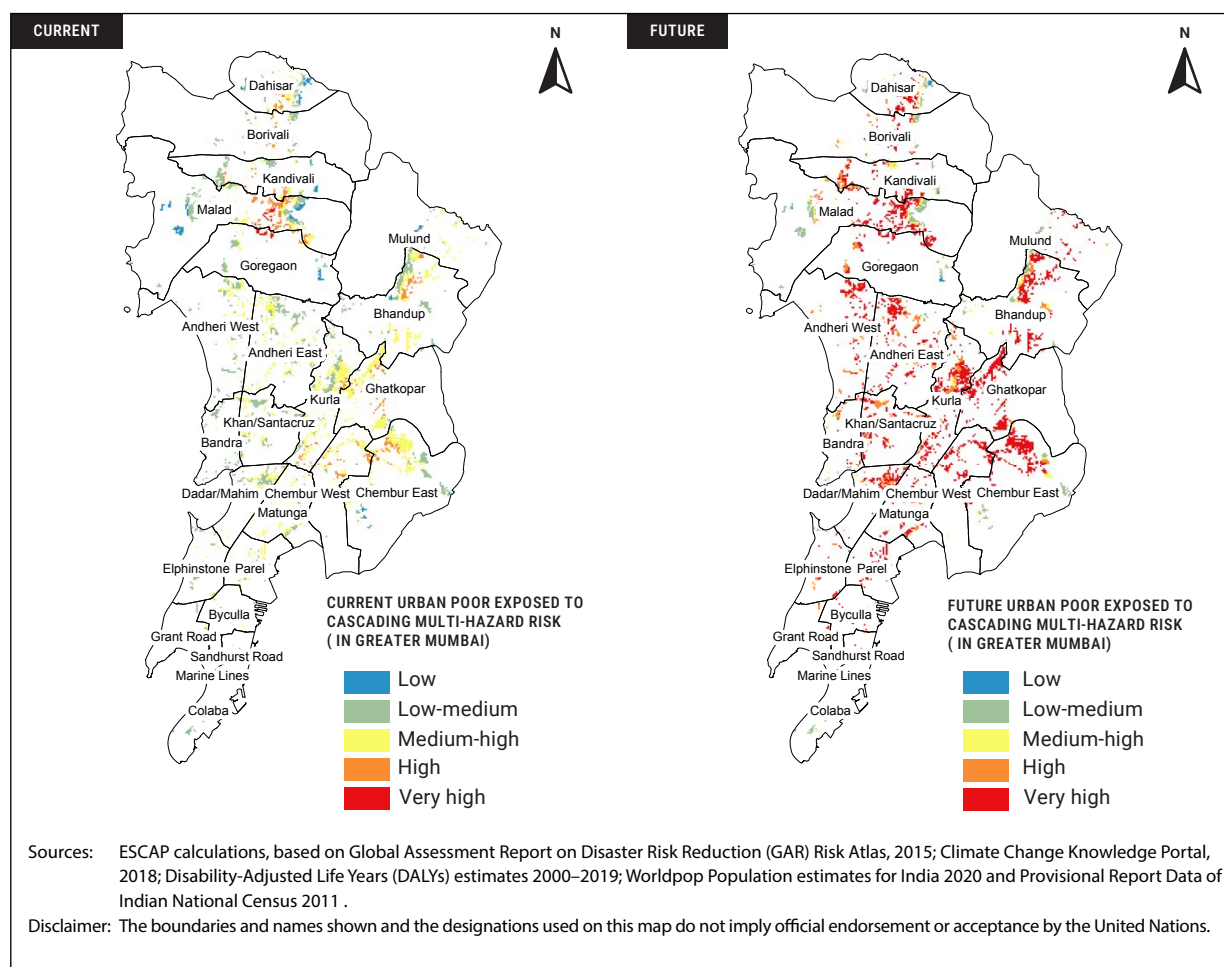 CURRENT
N
Dahisar
Borivali
Kandivali
Malad
Mulund
Goregaon
Bhandup
Andheri West
Andheri East
Ghatkopar
Kurla
Khan/Santacruz
Bandra
Dadar/Mahim
Chembur West
Chembur East
Matunga
Elphinstone
Parel
Byculla
Grant Road
Sandhurst Road
Marine Lines
Colaba
CURRENT URBAN POOR EXPOSED TO
CASCADING MULTI-HAZARD RISK
( IN GREATER MUMBAI)
Low
Low-medium
Medium-high
High
Very high
FUTURE
N
Dahisar
Borivali
Kandivali
Malad
Mulund
Goregaon
Bhandup
Andheri West
Andheri East
Ghatkopar
Kurla
Khan/Santacruz
Bandra
Dadar/Mahim
Chembur West
Chembur East
Matunga
Elphinstone
Parel
Byculla
Grant Road
Sandhurst Road
Marine Lines
Colaba
FUTURE URBAN POOR EXPOSED TO
CASCADING MULTI-HAZARD RISK
( IN GREATER MUMBAI)
Low
Low-medium
Medium-high
High
Very high
Sources: ESCAP calculations, based on Global Assessment Report on Disaster Risk Reduction (GAR) Risk Atlas, 2015; Climate Change Knowledge Portal,
2018; Disability-Adjusted Life Years (DALYs) estimates 2000–2019; Worldpop Population estimates for India 2020 and Provisional Report Data of
Indian National Census 2011 .
Disclaimer: The boundaries and names shown and the designations used on this map do not imply official endorsement or acceptance by the United Nations.